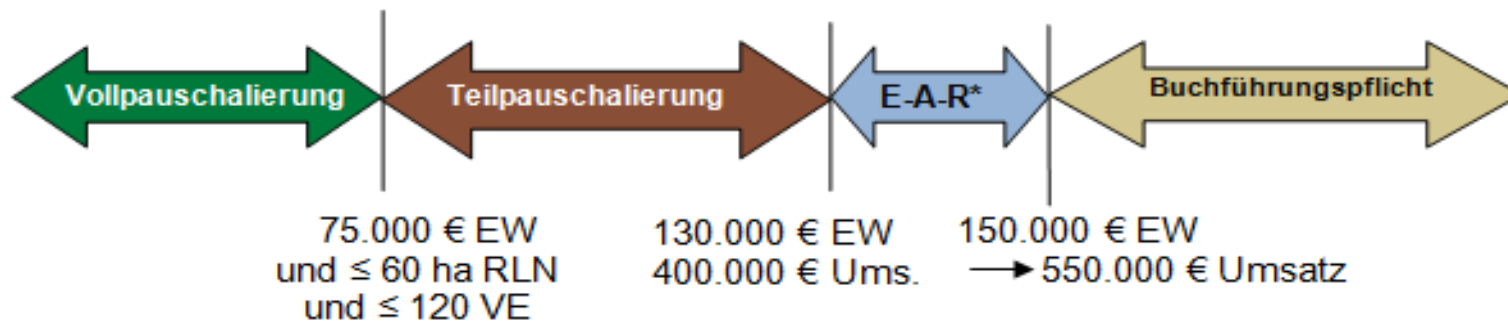 Vollpauschalierung
Teilpauschalierung
E-A-R*
Buchführungspflicht
75.000 € EW
und ≤ 60 ha RLN
und ≤ 120 VE
130.000 € EW
400.000 € Ums.
150.000 € EW
550.000 € Umsatz